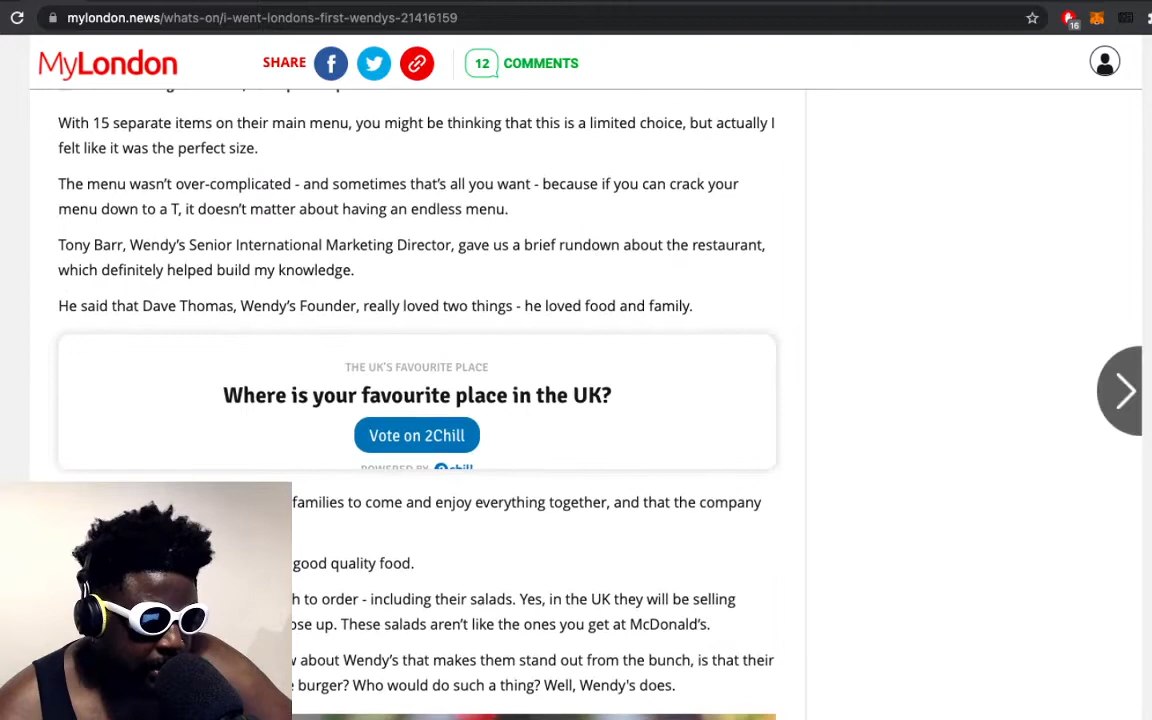 mylondon.news/whats-on/i-went-londons-first-wendys-21416159
16
MyLondon
SHARE
12 COMMENTS
With 15 separate items on their main menu, you might be thinking that this is a limited choice, but actually I
felt like it was the perfect size.
The menu wasn't over-complicated - and sometimes that's all you want - because if you can crack your
menu down to a T, it doesn't matter about having an endless menu.
Tony Barr, Wendy's Senior International Marketing Director, gave us a brief rundown about the restaurant,
which definitely helped build my knowledge.
He said that Dave Thomas, Wendy's Founder, really loved two things - he loved food and family.
THE UK'S FAVOURITE PLACE
Where is your favourite place in the UK?
Vote on 2Chill
POWERED BY 2chill
families to come and enjoy everything together, and that the company
good quality food.
h to order - including their salads. Yes, in the UK they will be selling
ose up. These salads aren't like the ones you get at McDonald's.
w about Wendy's that makes them stand out from the bunch, is that their
e burger? Who would do such a thing? Well, Wendy's does.